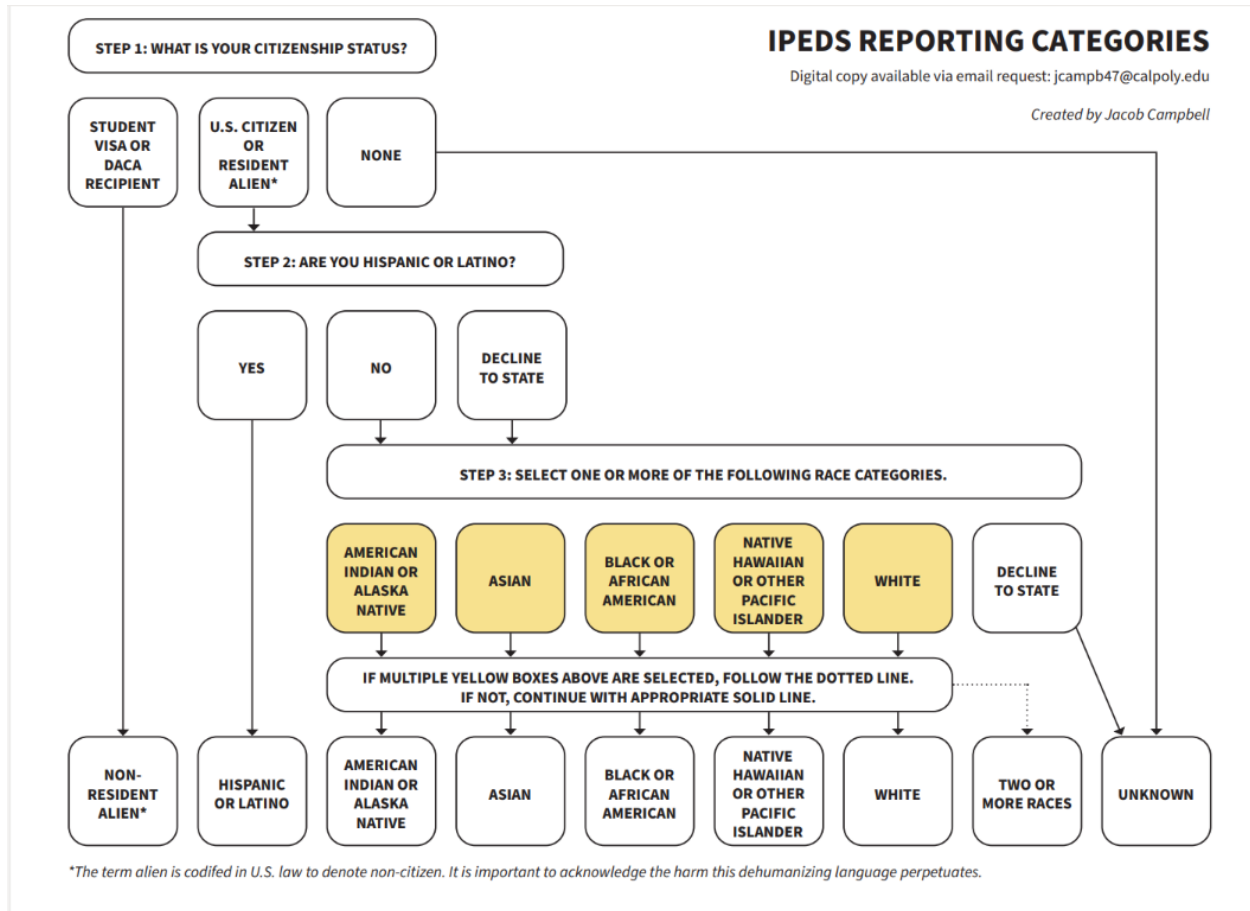 STEP 1: WHAT IS YOUR CITIZENSHIP STATUS?
IPEDS REPORTING CATEGORIES
Digital copy available via email request: jcampb47@calpoly.edu
Created by Jacob Campbell
STUDENT
VISA OR
DACA
RECIPIENT
U.S. CITIZEN
OR
RESIDENT
ALIEN*
NONE
STEP 2: ARE YOU HISPANIC OR LATINO?
YES
NO
DECLINE
TO STATE
STEP 3: SELECT ONE OR MORE OF THE FOLLOWING RACE CATEGORIES.
AMERICAN
INDIAN OR
ALASKA
NATIVE
ASIAN
BLACK OR
AFRICAN
AMERICAN
NATIVE
HAWAIIAN
OR OTHER
PACIFIC
ISLANDER
WHITE
DECLINE
TO STATE
IF MULTIPLE YELLOW BOXES ABOVE ARE SELECTED, FOLLOW THE DOTTED LINE.
IF NOT, CONTINUE WITH APPROPRIATE SOLID LINE.
NON-
RESIDENT
ALIEN*
HISPANIC
OR LATINO
AMERICAN
INDIAN OR
ALASKA
NATIVE
ASIAN
BLACK OR
AFRICAN
AMERICAN
NATIVE
HAWAIIAN
OR OTHER
PACIFIC
ISLANDER
WHITE
TWO OR
MORE RACES
UNKNOWN
*The term alien is codifed in U.S. law to denote non-citizen. It is important to acknowledge the harm this dehumanizing language perpetuates.